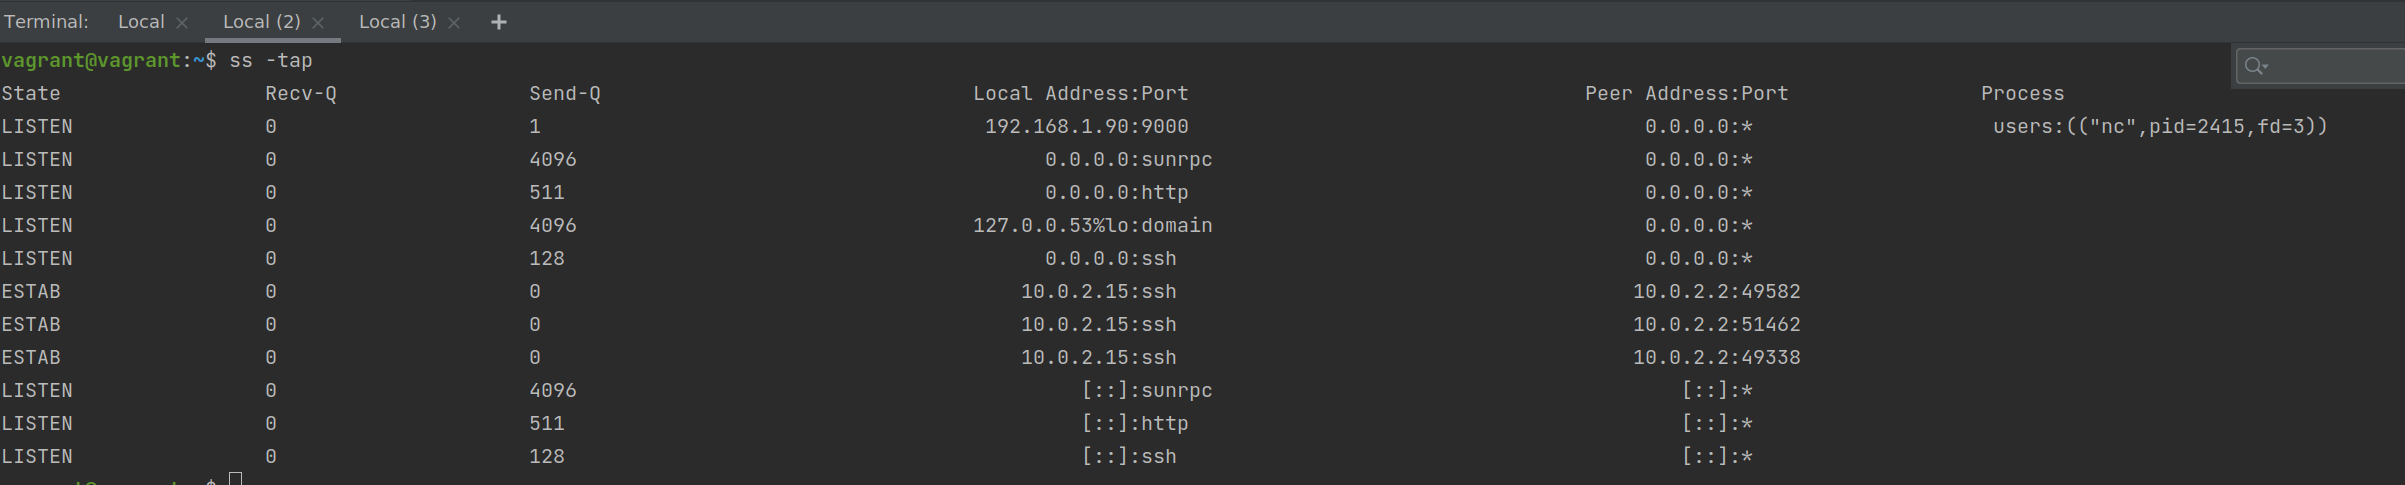 Terminal: Local × Local (2) × Local (3) × +
vagrant@vagrant:~$ ss -tap
State Recv-Q Send-Q Local Address:Port Peer Address:Port Process
LISTEN 0 1 192.168.1.90:9000 0.0.0.0:* users:(("nc",pid=2415,fd=3))
LISTEN 0 4096 0.0.0.0:sunrpc 0.0.0.0:*
LISTEN 0 511 0.0.0.0:http 0.0.0.0:*
LISTEN 0 4096 127.0.0.53%lo:domain 0.0.0.0:*
LISTEN 0 128 0.0.0.0:ssh 0.0.0.0:*
ESTAB 0 0 10.0.2.15:ssh 10.0.2.2:49582
ESTAB 0 0 10.0.2.15:ssh 10.0.2.2:51462
ESTAB 0 0 10.0.2.15:ssh 10.0.2.2:49338
LISTEN 0 4096 [::]:sunrpc [::]:*
LISTEN 0 511 [::]:http [::]:*
LISTEN 0 128 [::]:ssh [::]:*